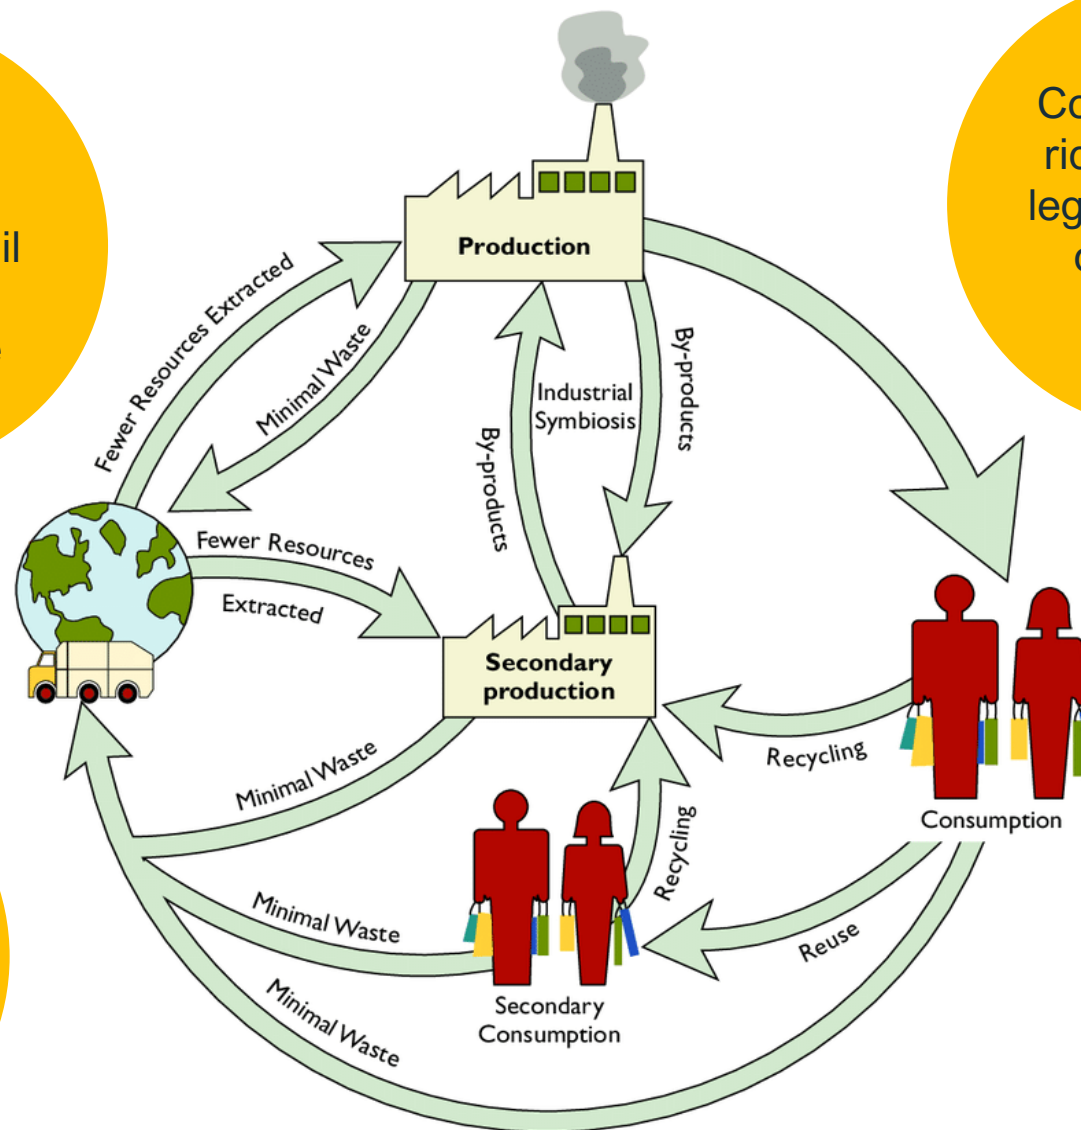 Production
Fewer Resources Extracted
Minimal Waste
By-products
Industrial
Symbiosis
By-products
Fewer Resources
Extracted
Secondary
production
Minimal Waste
Recycling
Consumption
Recycling
Minimal Waste
Reuse
Secondary
Consumption
Minimal Waste